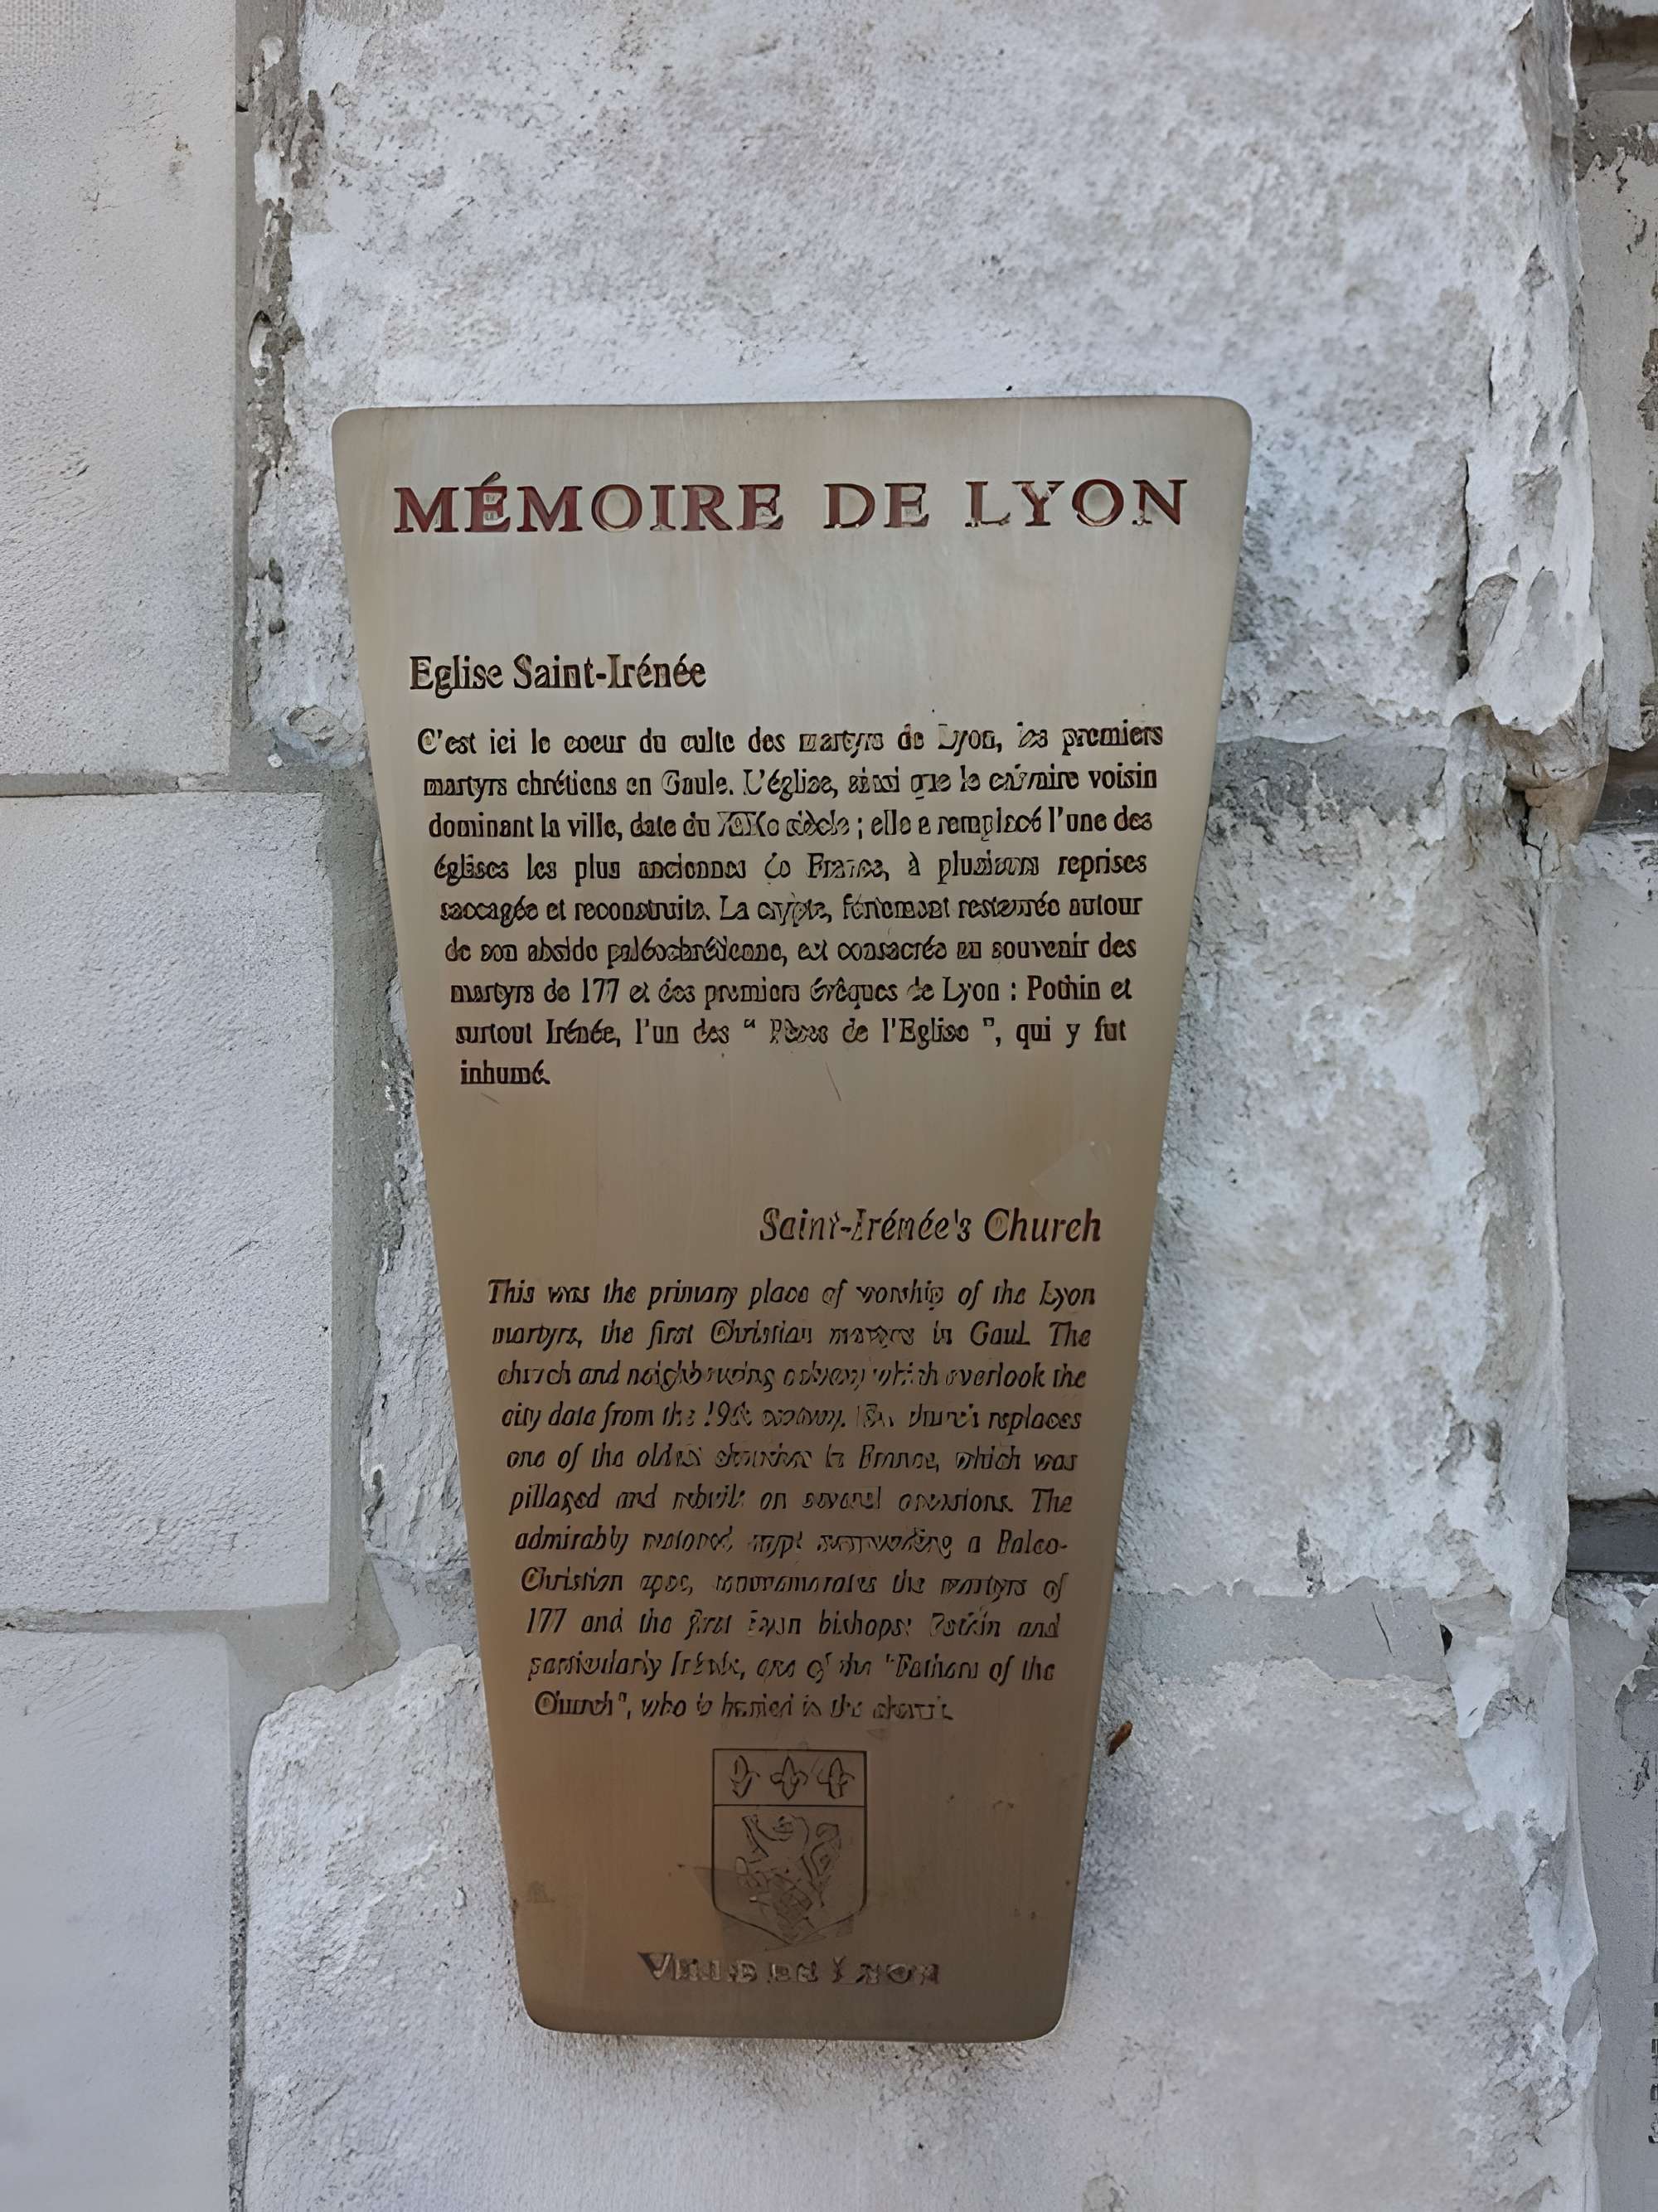 MÉMOIRE DE LYON
Eglise Saint-Irénée
C'est ici le coeur du culte des martyrs de Lyon, les premiers
martyrs chrétiens en Gaule. L'église, ainsi que le calvaire voisin
dominant la ville, date du XIXe siècle ; elle a remplacé l'une des
églises les plus anciennes de France, à plusieurs reprises
saccagée et reconstruite. La crypte, restaurée autour
de son abside paléochrétienne, est consacrée au souvenir des
martyrs de 177 et des premiers évêques de Lyon : Pothin et
surtout Irénée, l'un des " Pères de l'Eglise ", qui y fut
inhumé.
Saint-Irénée's Church
This was the primary place of worship of the Lyon
martyrs, the first Christian martyrs in Gaul. The
church and neighbouring which overlook the
city date from the 19th century. replaces
one of the oldest churches in France, which was
pillaged and rebuilt on several occasions. The
admirably restored crypt surrounding a Paleo-
Christian apse, commemorates the martyrs of
177 and the first Lyon bishops: Pothin and
particularly Irénée, one of the "Fathers of the
Church", who is buried in the
VILLE DE LYON